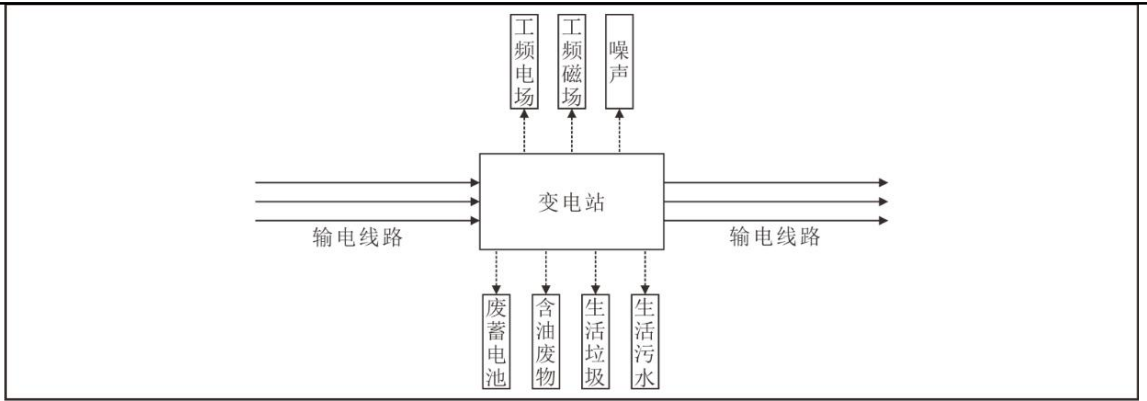 工频电场
工频磁场
噪声
变电站
输电线路
输电线路
废蓄电池
含油废物
生活垃圾
生活污水